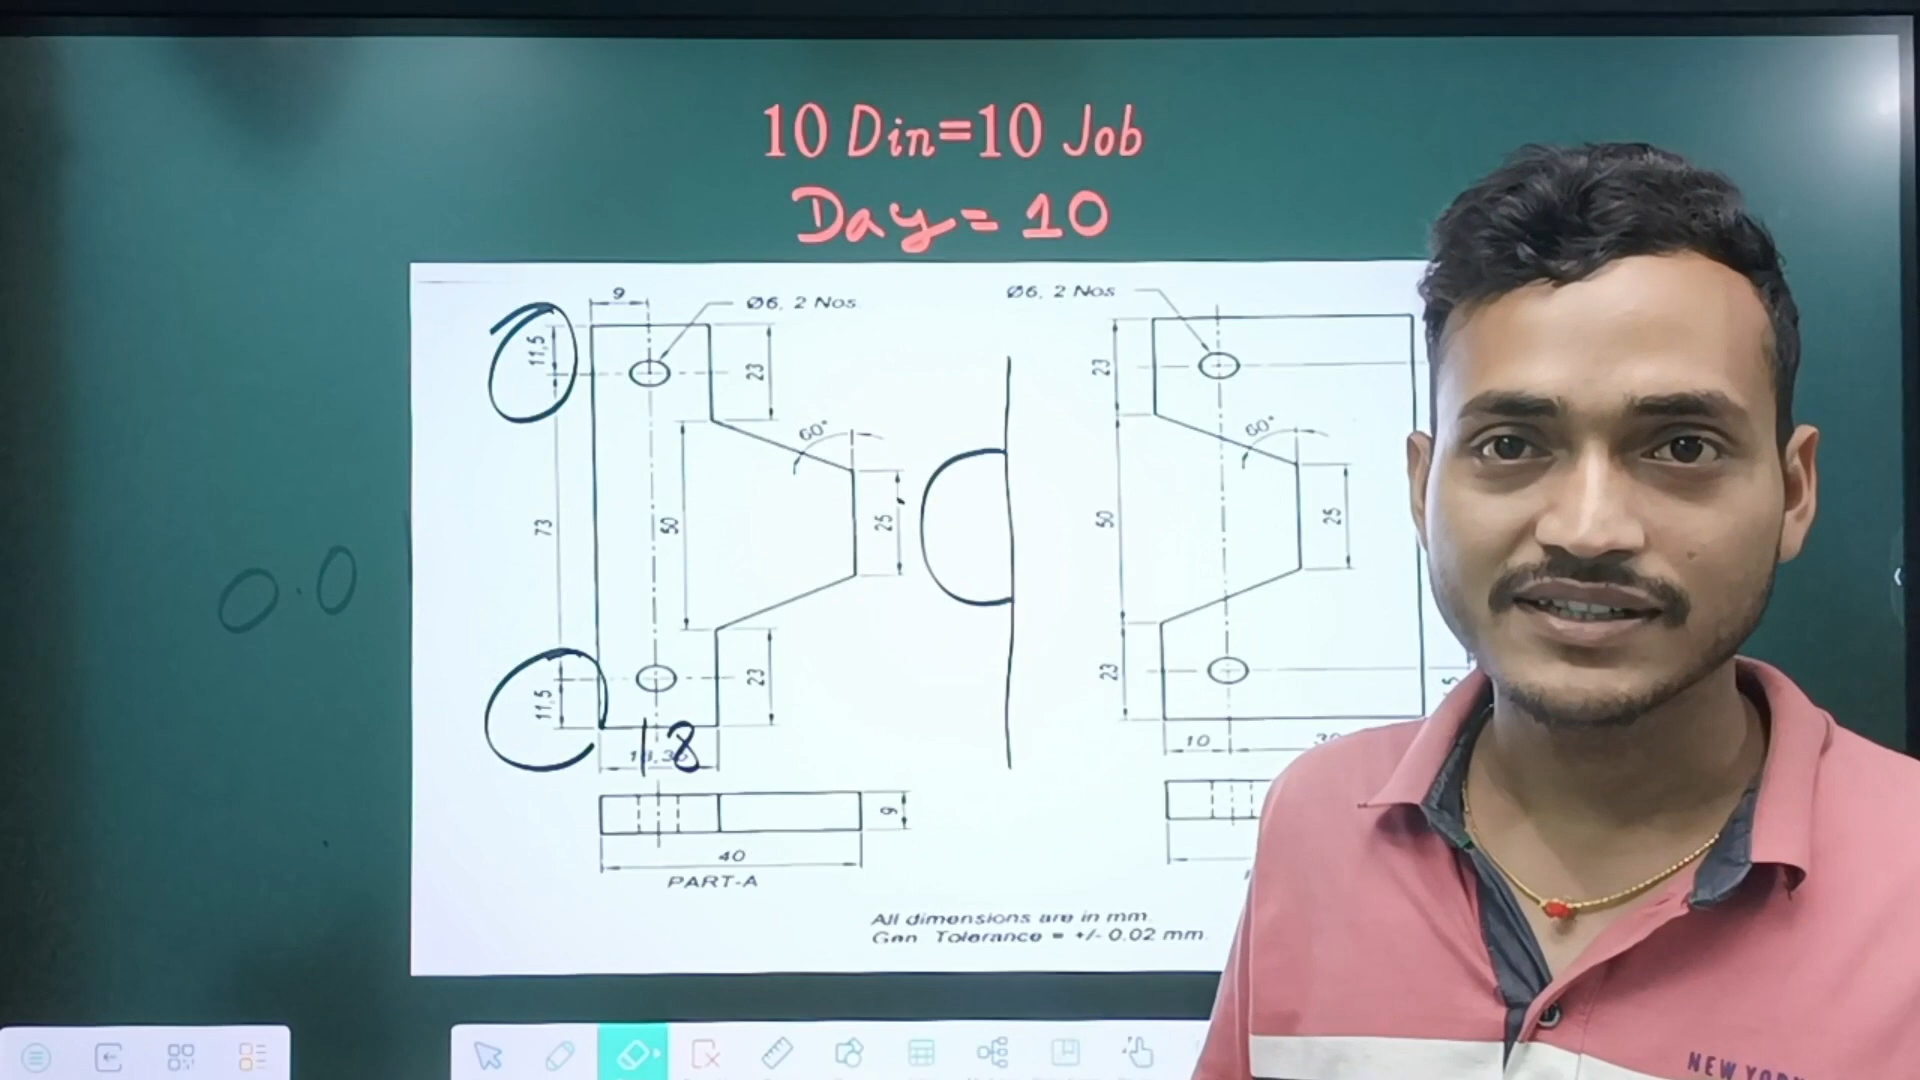 10 Din=10 Job
Day=10
9
Ø6, 2 Nos.
Ø6, 2 Nos
11,5
23
23
60°
60°
73
50
25
50
25
0.0
11,5
23
23
18
10
9
40
PART-A
All dimensions are in mm.
Gen Tolerance = +/- 0.02 mm.
NEW YORK